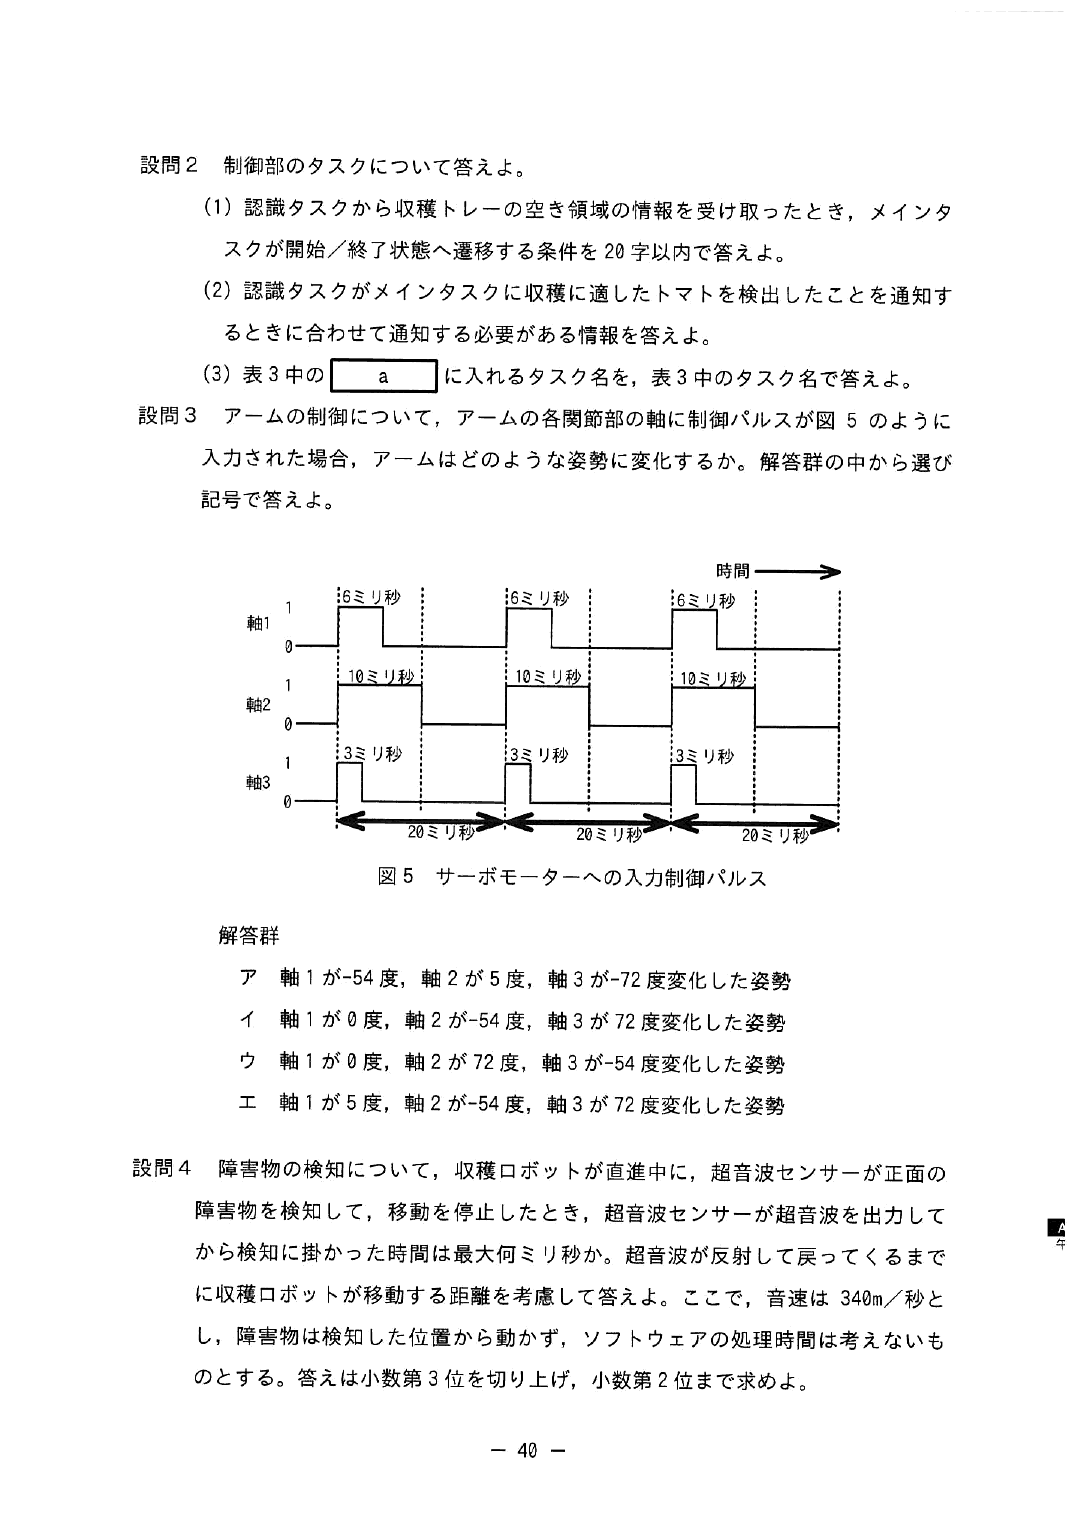 設問2 制御部のタスクについて答えよ。
(1) 認識タスクから収穫トレーの空き領域の情報を受け取ったとき，メインタ
スクが開始／終了状態へ遷移する条件を20字以内で答えよ。
(2) 認識タスクがメインタスクに収穫に適したトマトを検出したことを通知す
るときに合わせて通知する必要がある情報を答えよ。
(3) 表3中の a に入れるタスク名を，表3中のタスク名で答えよ。
設問3 アームの制御について，アームの各関節部の軸に制御パルスが図 5 のように
入力された場合，アームはどのような姿勢に変化するか。解答群の中から選び
記号で答えよ。
時間
6ミリ秒 6ミリ秒 6ミリ秒
軸1 1 0
10ミリ秒 10ミリ秒 10ミリ秒
軸2 1 0
3ミリ秒 3ミリ秒 3ミリ秒
軸3 1 0
20ミリ秒 20ミリ秒 20ミリ秒
図5 サーボモーターへの入力制御パルス
解答群
ア 軸1が-54度，軸2が5度，軸3が-72度変化した姿勢
イ 軸1が0度，軸2が-54度，軸3が72度変化した姿勢
ウ 軸1が0度，軸2が72度，軸3が-54度変化した姿勢
エ 軸1が5度，軸2が-54度，軸3が72度変化した姿勢
設問4 障害物の検知について，収穫ロボットが直進中に，超音波センサーが正面の
障害物を検知して，移動を停止したとき，超音波センサーが超音波を出力して
から検知に掛かった時間は最大何ミリ秒か。超音波が反射して戻ってくるまで
に収穫ロボットが移動する距離を考慮して答えよ。ここで，音速は 340m／秒と
し，障害物は検知した位置から動かず，ソフトウェアの処理時間は考えないも
のとする。答えは小数第3位を切り上げ，小数第2位まで求めよ。
－ 40 －